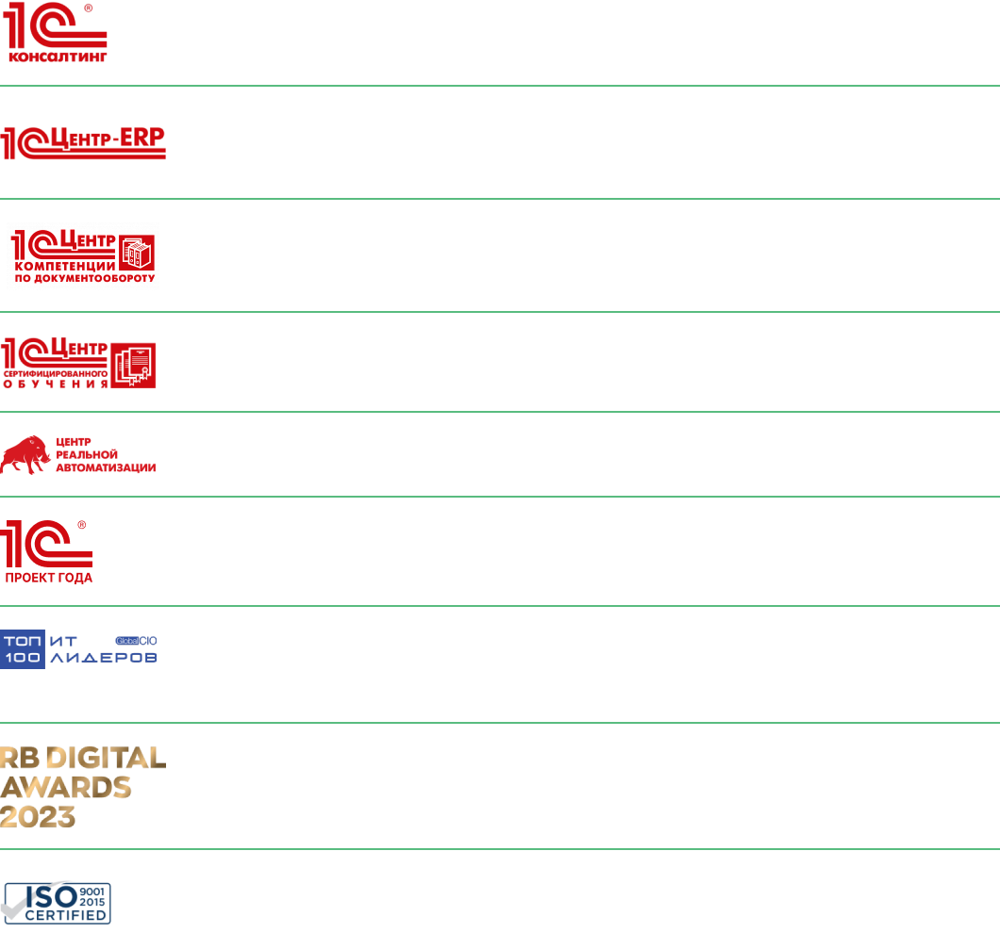 1С ®
КОНСАЛТИНГ
1С ЦЕНТР-ERP
1С ЦЕНТР
КОМПЕТЕНЦИИ
ПО ДОКУМЕНТООБОРОТУ
1С ЦЕНТР
СЕРТИФИЦИРОВАННОГО
ОБУЧЕНИЯ
ЦЕНТР
РЕАЛЬНОЙ
АВТОМАТИЗАЦИИ
1С ®
ПРОЕКТ ГОДА
ТОП ИТ GlobalCIO
100 ЛИДЕРОВ
RB DIGITAL
AWARDS
2023
ISO 9001
2015
CERTIFIED